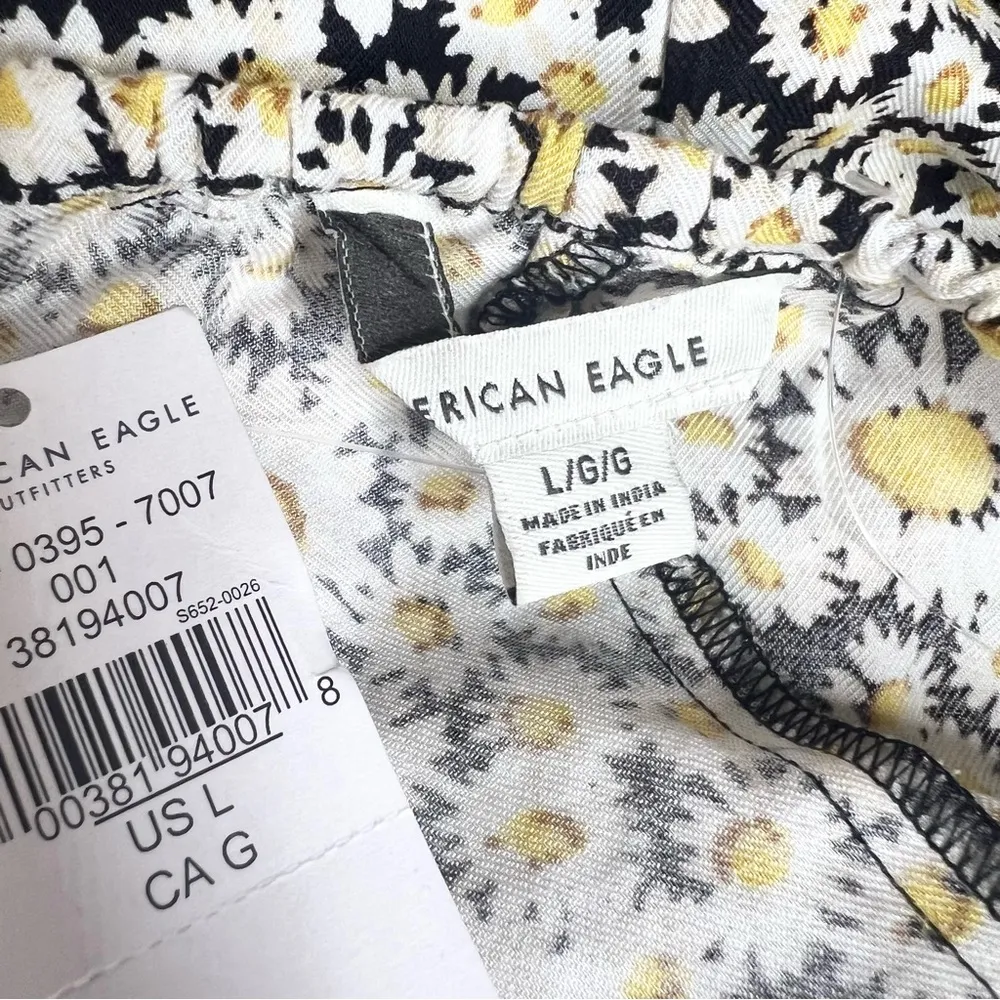 CAN EAGLE
UTFITTERS
0395 - 7007
001
38194007
S652-0026
00381 94007 8
US L
CA G
ERICAN EAGLE
L/G/G
MADE IN INDIA
FABRIQUÉ EN
INDE